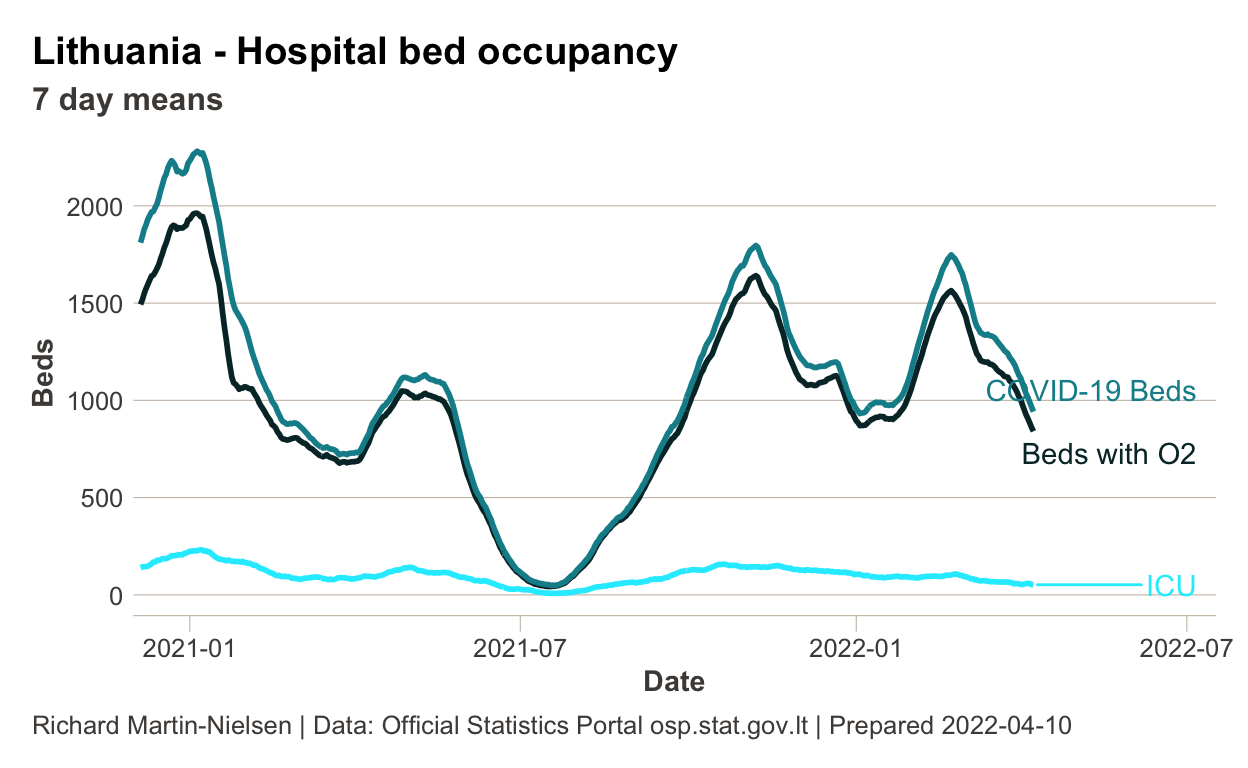 Lithuania - Hospital bed occupancy
7 day means
2000
1500
1000
500
0
Beds
COVID-19 Beds
Beds with O2
ICU
2021-01
2021-07
2022-01
2022-07
Date
Richard Martin-Nielsen | Data: Official Statistics Portal osp.stat.gov.lt | Prepared 2022-04-10